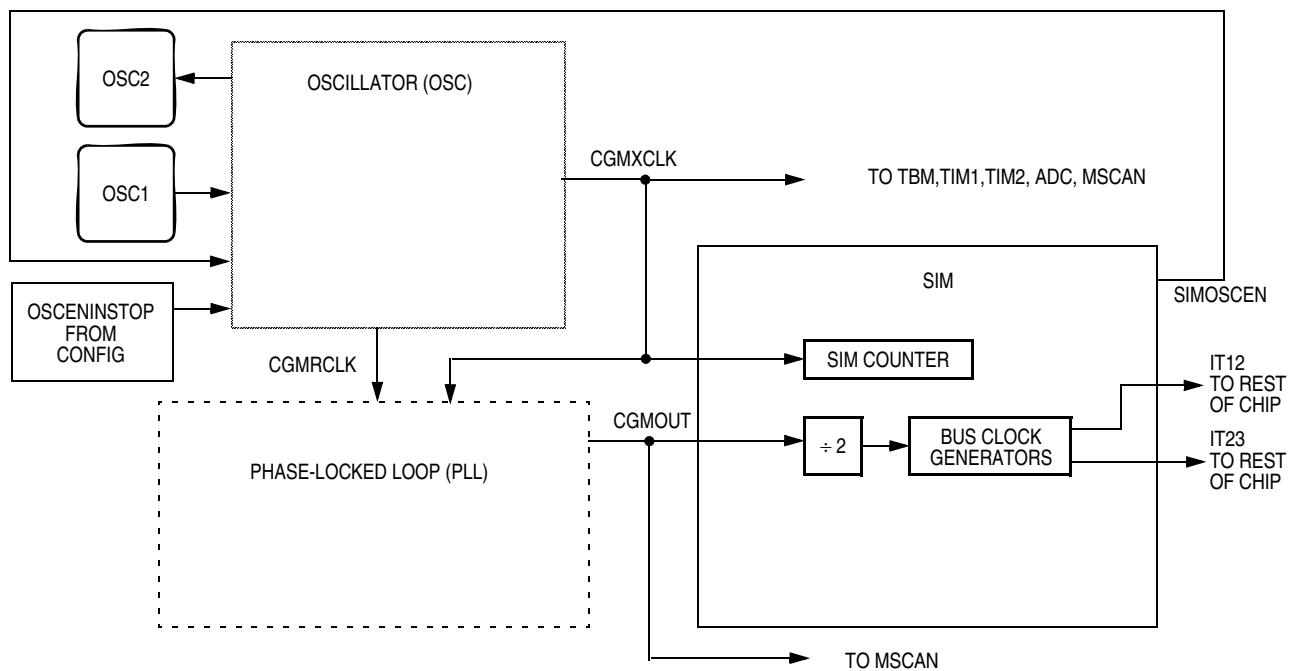 OSC2
OSCILLATOR (OSC)
CGMXCLK
TO TBM,TIM1,TIM2, ADC, MSCAN
OSC1
SIM
SIMOSCEN
OSCENINSTOP
FROM
CONFIG
CGMRCLK
SIM COUNTER
IT12
TO REST
OF CHIP
CGMOUT
÷ 2
BUS CLOCK
GENERATORS
IT23
TO REST
OF CHIP
PHASE-LOCKED LOOP (PLL)
TO MSCAN